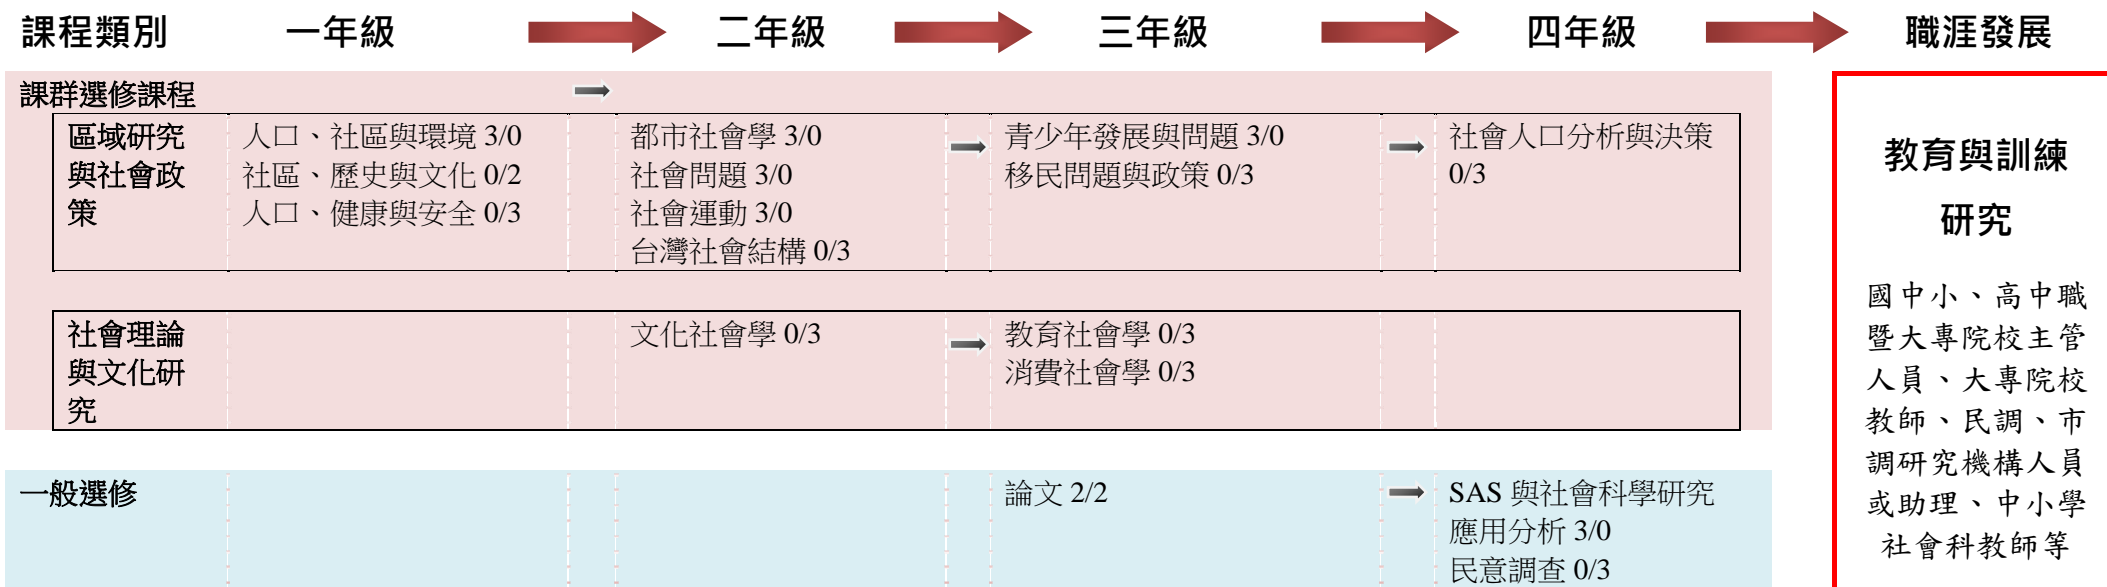 課程類別 一年級 二年級 三年級 四年級 職涯發展
課群選修課程
區域研究
與社會政
策
人口、社區與環境 3/0
社區、歷史與文化 0/2
人口、健康與安全 0/3
都市社會學 3/0
社會問題 3/0
社會運動 3/0
台灣社會結構 0/3
青少年發展與問題 3/0
移民問題與政策 0/3
社會人口分析與決策
0/3
社會理論
與文化研
究
文化社會學 0/3
教育社會學 0/3
消費社會學 0/3
一般選修
論文 2/2
SAS 與社會科學研究
應用分析 3/0
民意調查 0/3
教育與訓練
研究
國中小、高中職
暨大專院校主管
人員、大專院校
教師、民調、市
調研究機構人員
或助理、中小學
社會科教師等